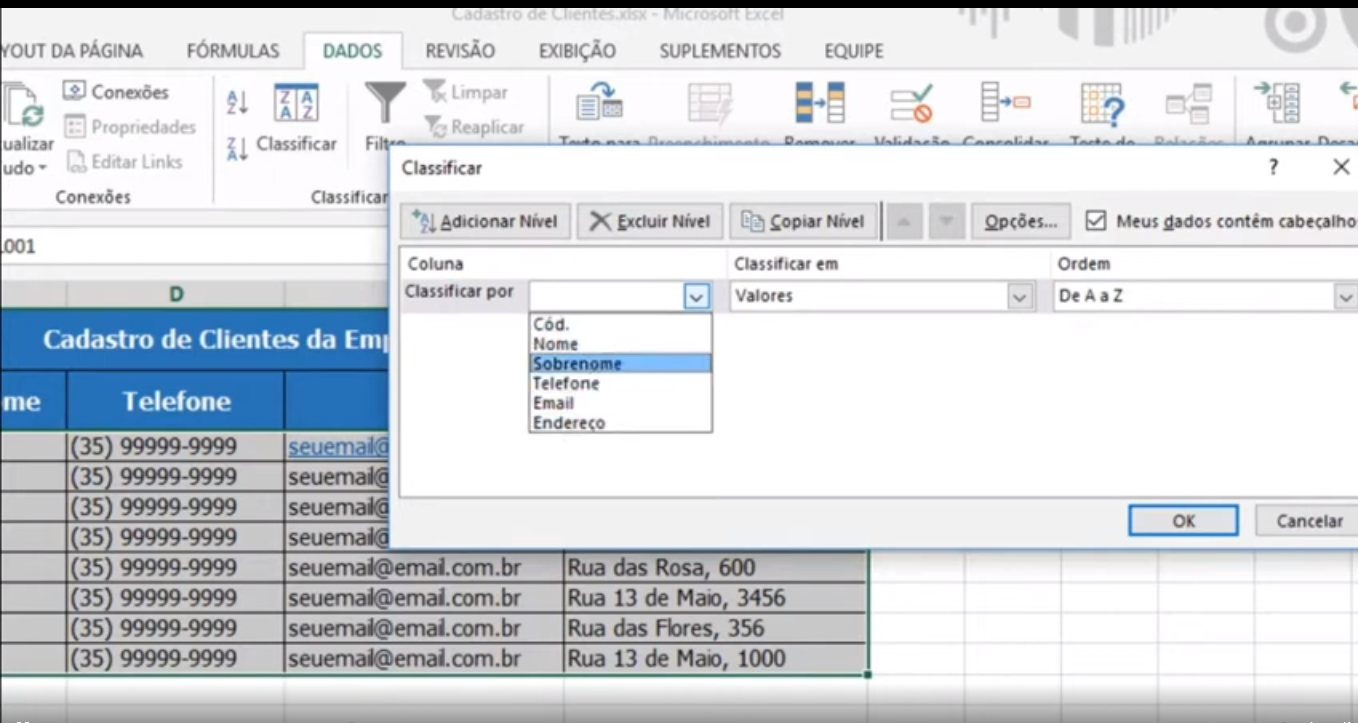 Cadastro de Clientes.xlsx - Microsoft Excel
YOUT DA PÁGINA FÓRMULAS DADOS REVISÃO EXIBIÇÃO SUPLEMENTOS EQUIPE
Conexões
Propriedades
Editar Links
ualizar
udo
Conexões
Classificar
Filtro
Limpar
Reaplicar
Classificar
Texto para Preenchimento Remover Validação Consolidar Teste de Relações Agrupar
Classificar ? X
Adicionar Nível Excluir Nível Copiar Nível Opções... Meus dados contêm cabeçalho
Coluna Classificar em Ordem
Classificar por Valores De A a Z
Cód.
Nome
Sobrenome
Telefone
Email
Endereço
OK Cancelar
001
D
Cadastro de Clientes da Emp
me Telefone
(35) 99999-9999 seuemail@
(35) 99999-9999 seuemail@
(35) 99999-9999 seuemail@
(35) 99999-9999 seuemail@
(35) 99999-9999 seuemail@email.com.br Rua das Rosa, 600
(35) 99999-9999 seuemail@email.com.br Rua 13 de Maio, 3456
(35) 99999-9999 seuemail@email.com.br Rua das Flores, 356
(35) 99999-9999 seuemail@email.com.br Rua 13 de Maio, 1000